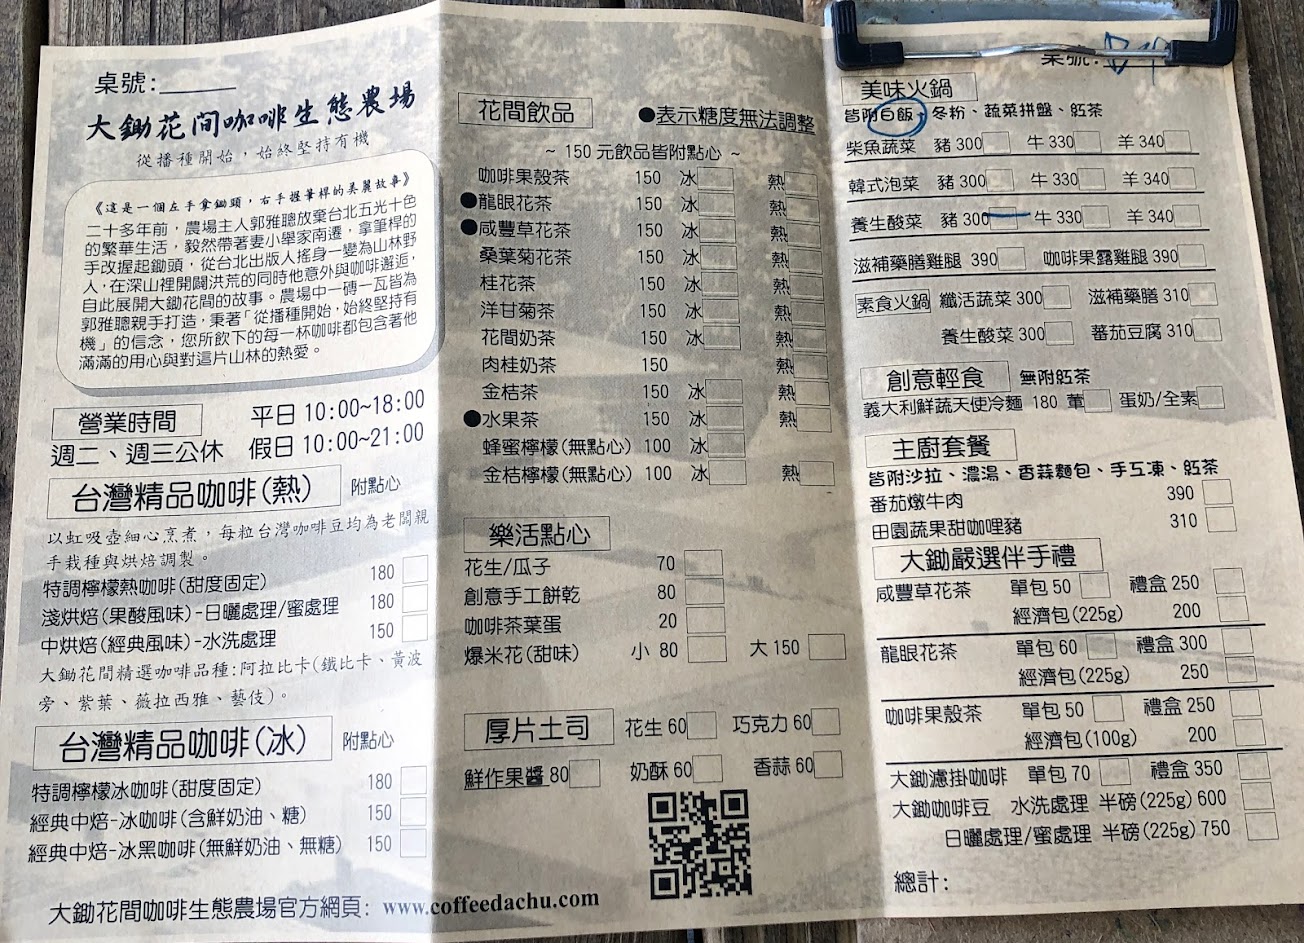 桌號:
大鋤花間咖啡生態農場
從播種開始，始終堅持有機
《這是一個左手拿鋤頭，右手握筆桿的美麗故事》
二十多年前，農場主人郭雅聰放棄台北五光十色
的繁華生活，毅然帶著妻小舉家南遷，拿筆桿的
手改握起鋤頭，從台北出版人搖身一變為山林野
人，在深山裡開闢洪荒的同時他意外與咖啡邂逅，
自此展開大鋤花間的故事。農場中一磚一瓦皆為
郭雅聰親手打造，秉著「從播種開始，始終堅持有
機」的信念，您所飲下的每一杯咖啡都包含著他
滿滿的用心與對這片山林的熱愛。
營業時間 平日 10:00~18:00
週二、週三公休 假日 10:00~21:00
台灣精品咖啡(熱) 附點心
以虹吸壺細心烹煮，每粒台灣咖啡豆均為老闆親
手栽種與烘焙調製。
特調檸檬熱咖啡(甜度固定) 180
淺烘焙(果酸風味)-日曬處理/蜜處理 180
中烘焙(經典風味)-水洗處理 150
大鋤花間精選咖啡品種:阿拉比卡(鐵比卡、黃波
旁、紫葉、薇拉西雅、藝伎)。
台灣精品咖啡(冰) 附點心
特調檸檬冰咖啡(甜度固定) 180
經典中焙-冰咖啡(含鮮奶油、糖) 150
經典中焙-冰黑咖啡(無鮮奶油、無糖) 150
大鋤花間咖啡生態農場官方網頁: www.coffeedachu.com
花間飲品 ●表示糖度無法調整
~ 150 元飲品皆附點心 ~
咖啡果殼茶 150 冰 熱
●龍眼花茶 150 冰 熱
●咸豐草花茶 150 冰 熱
桑葉菊花茶 150 冰 熱
桂花茶 150 冰 熱
洋甘菊茶 150 冰 熱
花間奶茶 150 冰 熱
肉桂奶茶 150 熱
金桔茶 150 冰 熱
●水果茶 150 冰 熱
蜂蜜檸檬(無點心) 100 冰
金桔檸檬(無點心) 100 冰 熱
樂活點心
花生/瓜子 70
創意手工餅乾 80
咖啡茶葉蛋 20
爆米花(甜味) 小 80 大 150
厚片土司 花生 60 巧克力 60
鮮作果醬 80 奶酥 60 香蒜 60
桌號:
美味火鍋
皆附白飯、冬粉、蔬菜拼盤、紅茶
柴魚蔬菜 豬 300 牛 330 羊 340
韓式泡菜 豬 300 牛 330 羊 340
養生酸菜 豬 300 牛 330 羊 340
滋補藥膳雞腿 390 咖啡果露雞腿 390
素食火鍋 纖活蔬菜 300 滋補藥膳 310
養生酸菜 300 番茄豆腐 310
創意輕食 無附紅茶
義大利鮮蔬天使冷麵 180 葷 蛋奶/全素
主廚套餐
皆附沙拉、濃湯、香蒜麵包、手工凍、紅茶
番茄燉牛肉 390
田園蔬果甜咖哩豬 310
大鋤嚴選伴手禮
咸豐草花茶 單包 50 禮盒 250
經濟包(225g) 200
龍眼花茶 單包 60 禮盒 300
經濟包(225g) 250
咖啡果殼茶 單包 50 禮盒 250
經濟包(100g) 200
大鋤濾掛咖啡 單包 70 禮盒 350
大鋤咖啡豆 水洗處理 半磅(225g) 600
日曬處理/蜜處理 半磅(225g) 750
總計: